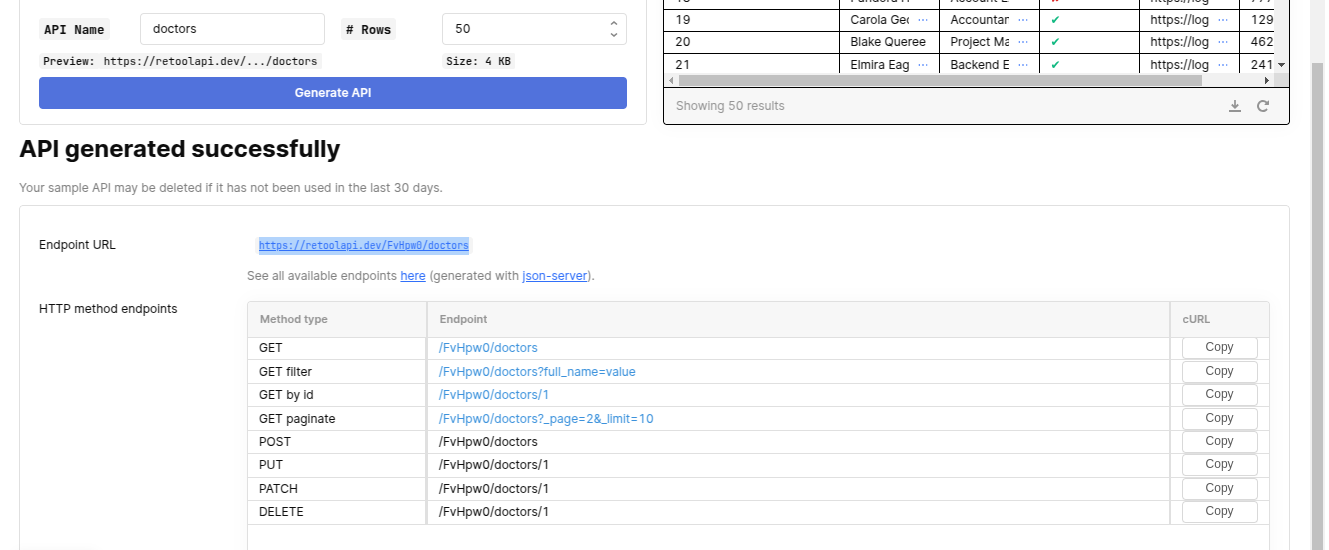 API Name doctors # Rows 50
Preview: https://retoolapi.dev/.../doctors Size: 4 KB
Generate API
19 Carola Geo ··· Accountan ··· ✔ https://log ··· 129
20 Blake Queree Project Ma ··· ✔ https://log ··· 462
21 Elmira Eag ··· Backend E ··· ✔ https://log ··· 241
Showing 50 results
API generated successfully
Your sample API may be deleted if it has not been used in the last 30 days.
Endpoint URL https://retoolapi.dev/FvHpw0/doctors
See all available endpoints here (generated with json-server).
HTTP method endpoints
Method type Endpoint cURL
GET /FvHpw0/doctors Copy
GET filter /FvHpw0/doctors?full_name=value Copy
GET by id /FvHpw0/doctors/1 Copy
GET paginate /FvHpw0/doctors?_page=2&_limit=10 Copy
POST /FvHpw0/doctors Copy
PUT /FvHpw0/doctors/1 Copy
PATCH /FvHpw0/doctors/1 Copy
DELETE /FvHpw0/doctors/1 Copy